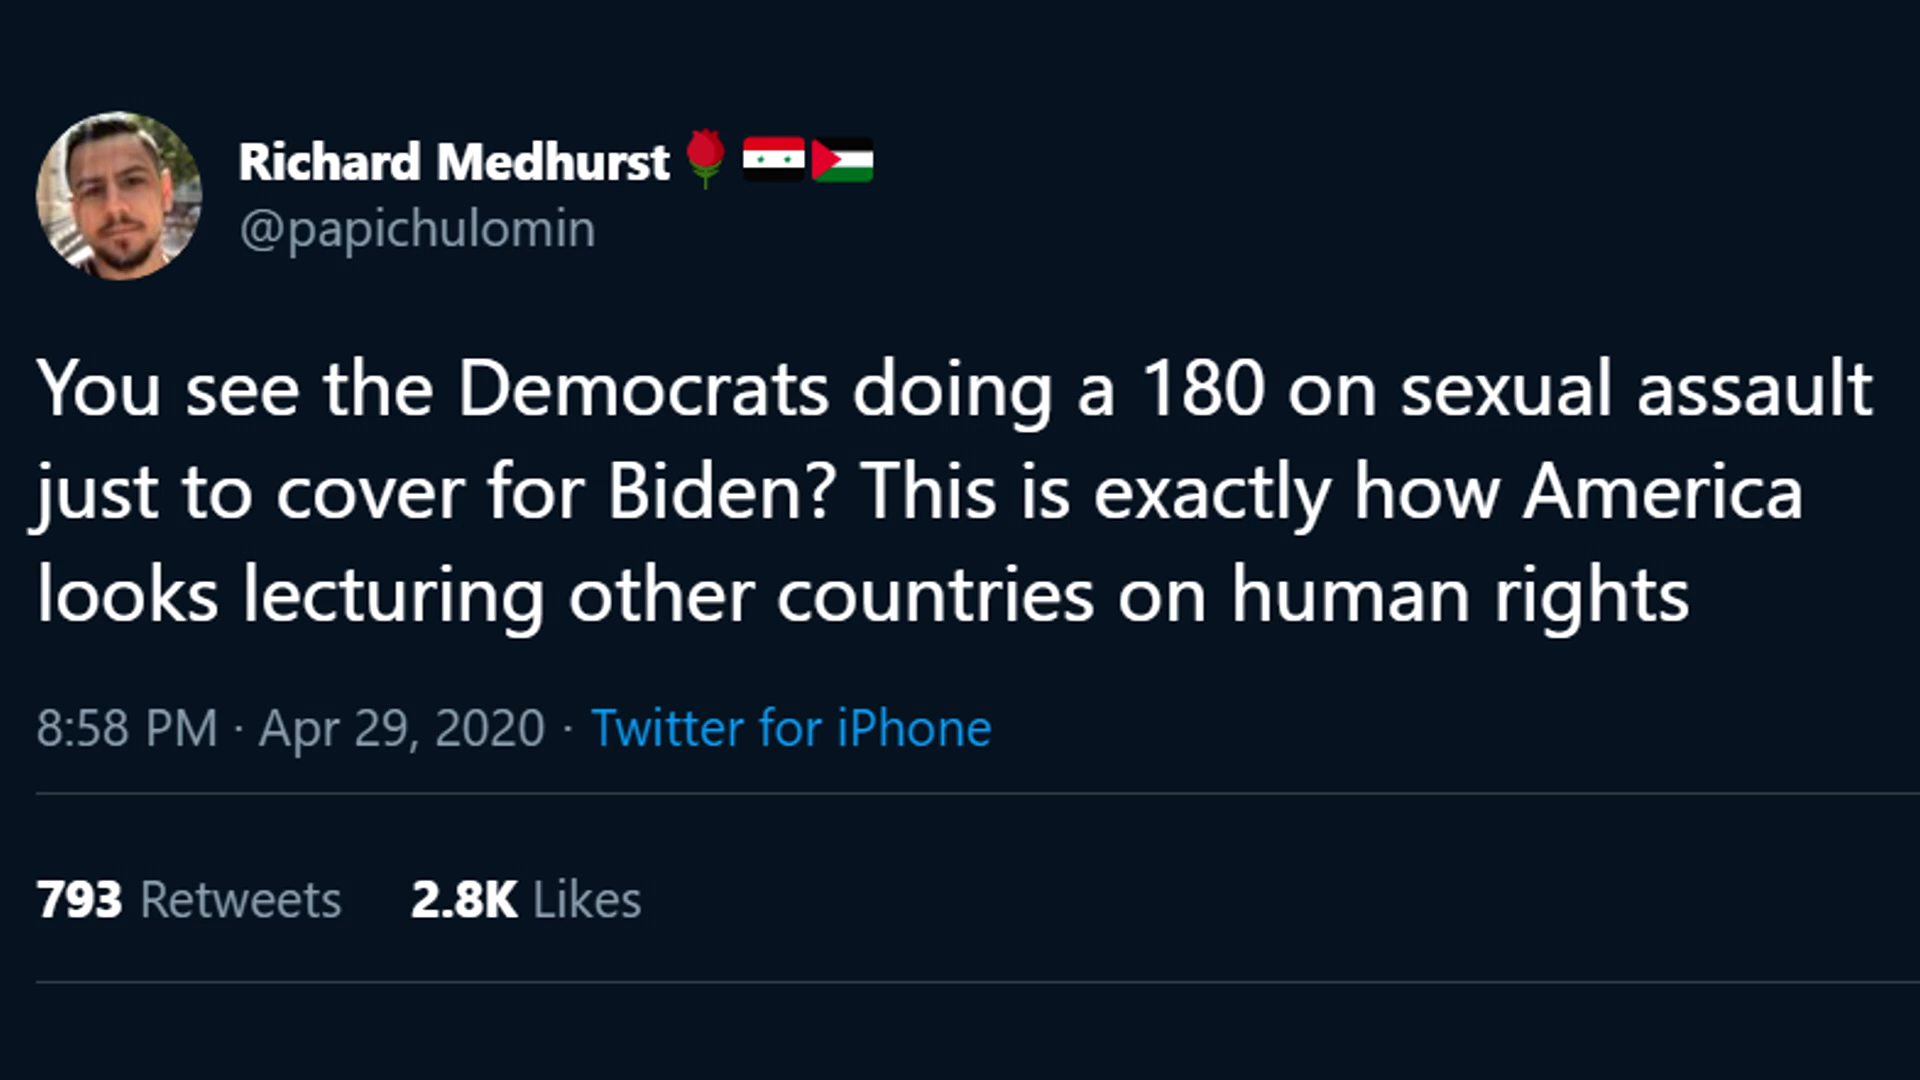 Richard Medhurst🌹🇸🇾🇵🇸
@papichulomin
You see the Democrats doing a 180 on sexual assault
just to cover for Biden? This is exactly how America
looks lecturing other countries on human rights
8:58 PM · Apr 29, 2020 · Twitter for iPhone
793 Retweets 2.8K Likes